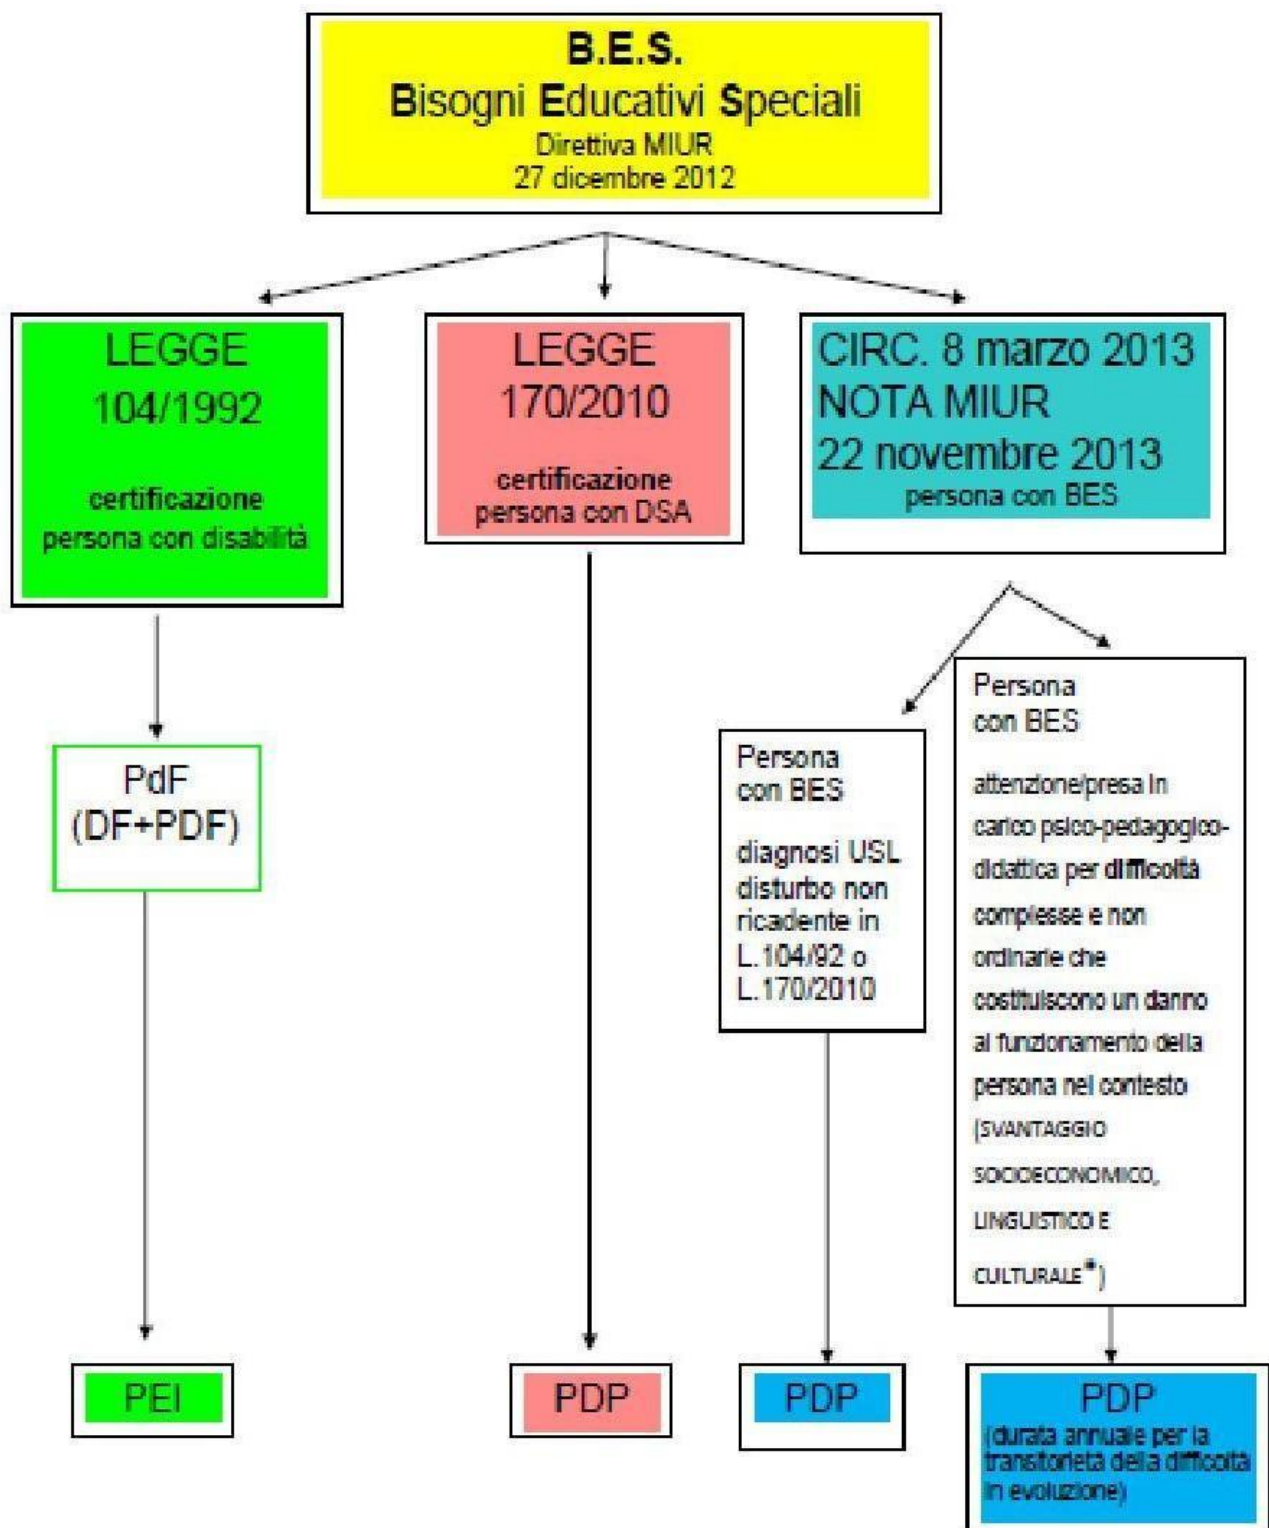 B.E.S.
Bisogni Educativi Speciali
Direttiva MIUR
27 dicembre 2012
LEGGE
104/1992
certificazione
persona con disabilità
LEGGE
170/2010
certificazione
persona con DSA
CIRC. 8 marzo 2013
NOTA MIUR
22 novembre 2013
persona con BES
PdF
(DF+PDF)
Persona
con BES
diagnosi USL
disturbo non
ricadente in
L.104/92 o
L.170/2010
Persona
con BES
attenzione/presa in
carico psico-pedagogico-
didattica per difficoltà
complesse e non
ordinarie che
costituiscono un danno
al funzionamento della
persona nel contesto
(SVANTAGGIO
SOCIOECONOMICO,
LINGUISTICO E
CULTURALE*)
PEI
PDP
PDP
PDP
(durata annuale per la
transitorietà della difficoltà
in evoluzione)